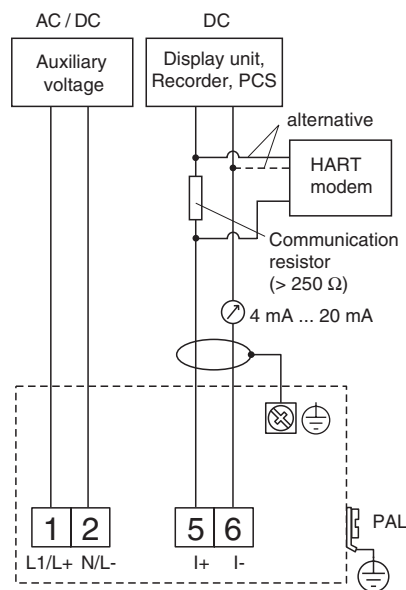 AC / DC
DC
Auxiliary
voltage
Display unit,
Recorder, PCS
alternative
HART
modem
Communication
resistor
(> 250 Ω)
4 mA ... 20 mA
1 2
5 6
PAL
L1/L+ N/L-
I+ I-